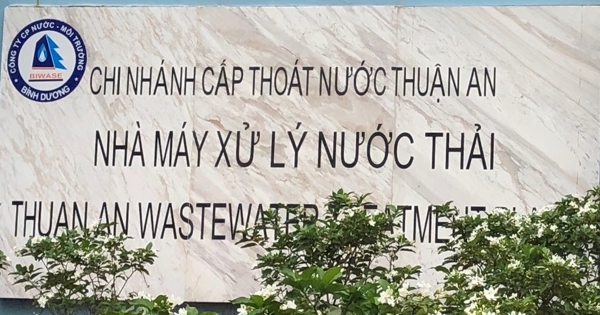 CÔNG TY CP NƯỚC - MÔI TRƯỜNG
BIWASE
BÌNH DƯƠNG
CHI NHÁNH CẤP THOÁT NƯỚC THUẬN AN
NHÀ MÁY XỬ LÝ NƯỚC THẢI
THUAN AN WASTEWATER